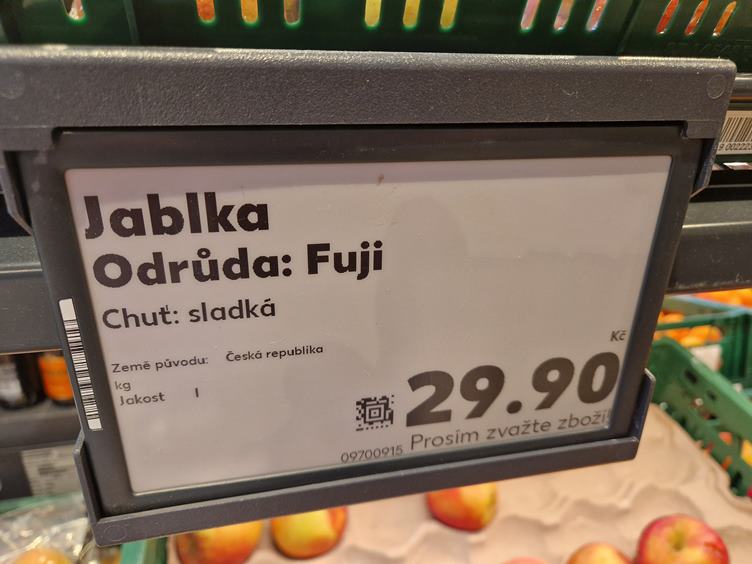 Jablka
Odrůda: Fuji
Chuť: sladká
Země původu: Česká republika
kg
Jakost I
Kč
29.90
Prosím zvažte zboží!
09700915